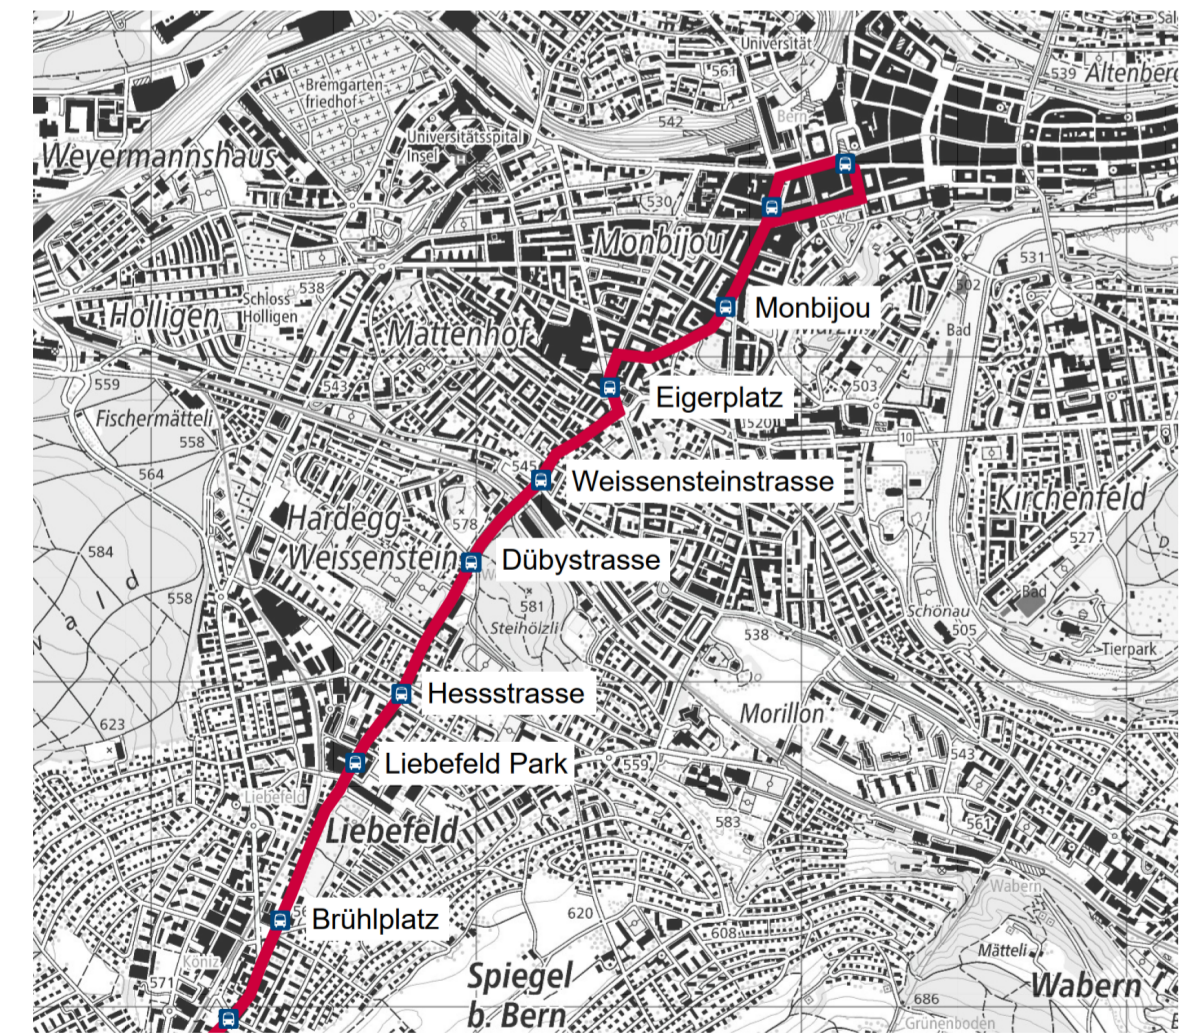 Sal
Universität
561
539 Altenberg
Bremgarten-
friedhof
542
Bern
Universitätsspital
Insel
Weyermannshaus
530
Monbijou
531
538
Schloss
Holligen
Holligen
502
Monbijou
Bad
Mattenhof
559
543
503
Eigerplatz
Fischermätteli
520
558
10
545
564
Weissensteinstrasse
Kirchenfeld
578
Hardegg
527
584
Weissenstein
Dübystrasse
D
W a l d
558
581
Bad
Steihölzli
Schönau
505
538
Tierpark
Hessstrasse
623
Morillon
543
Liebefeld Park
559
Liebefeld
583
561
Liebefeld
Wabern
620
Brühlplatz
608
Mätteli
Köniz
571
Spiegel
b. Bern
Wabern
686
Grünenboden